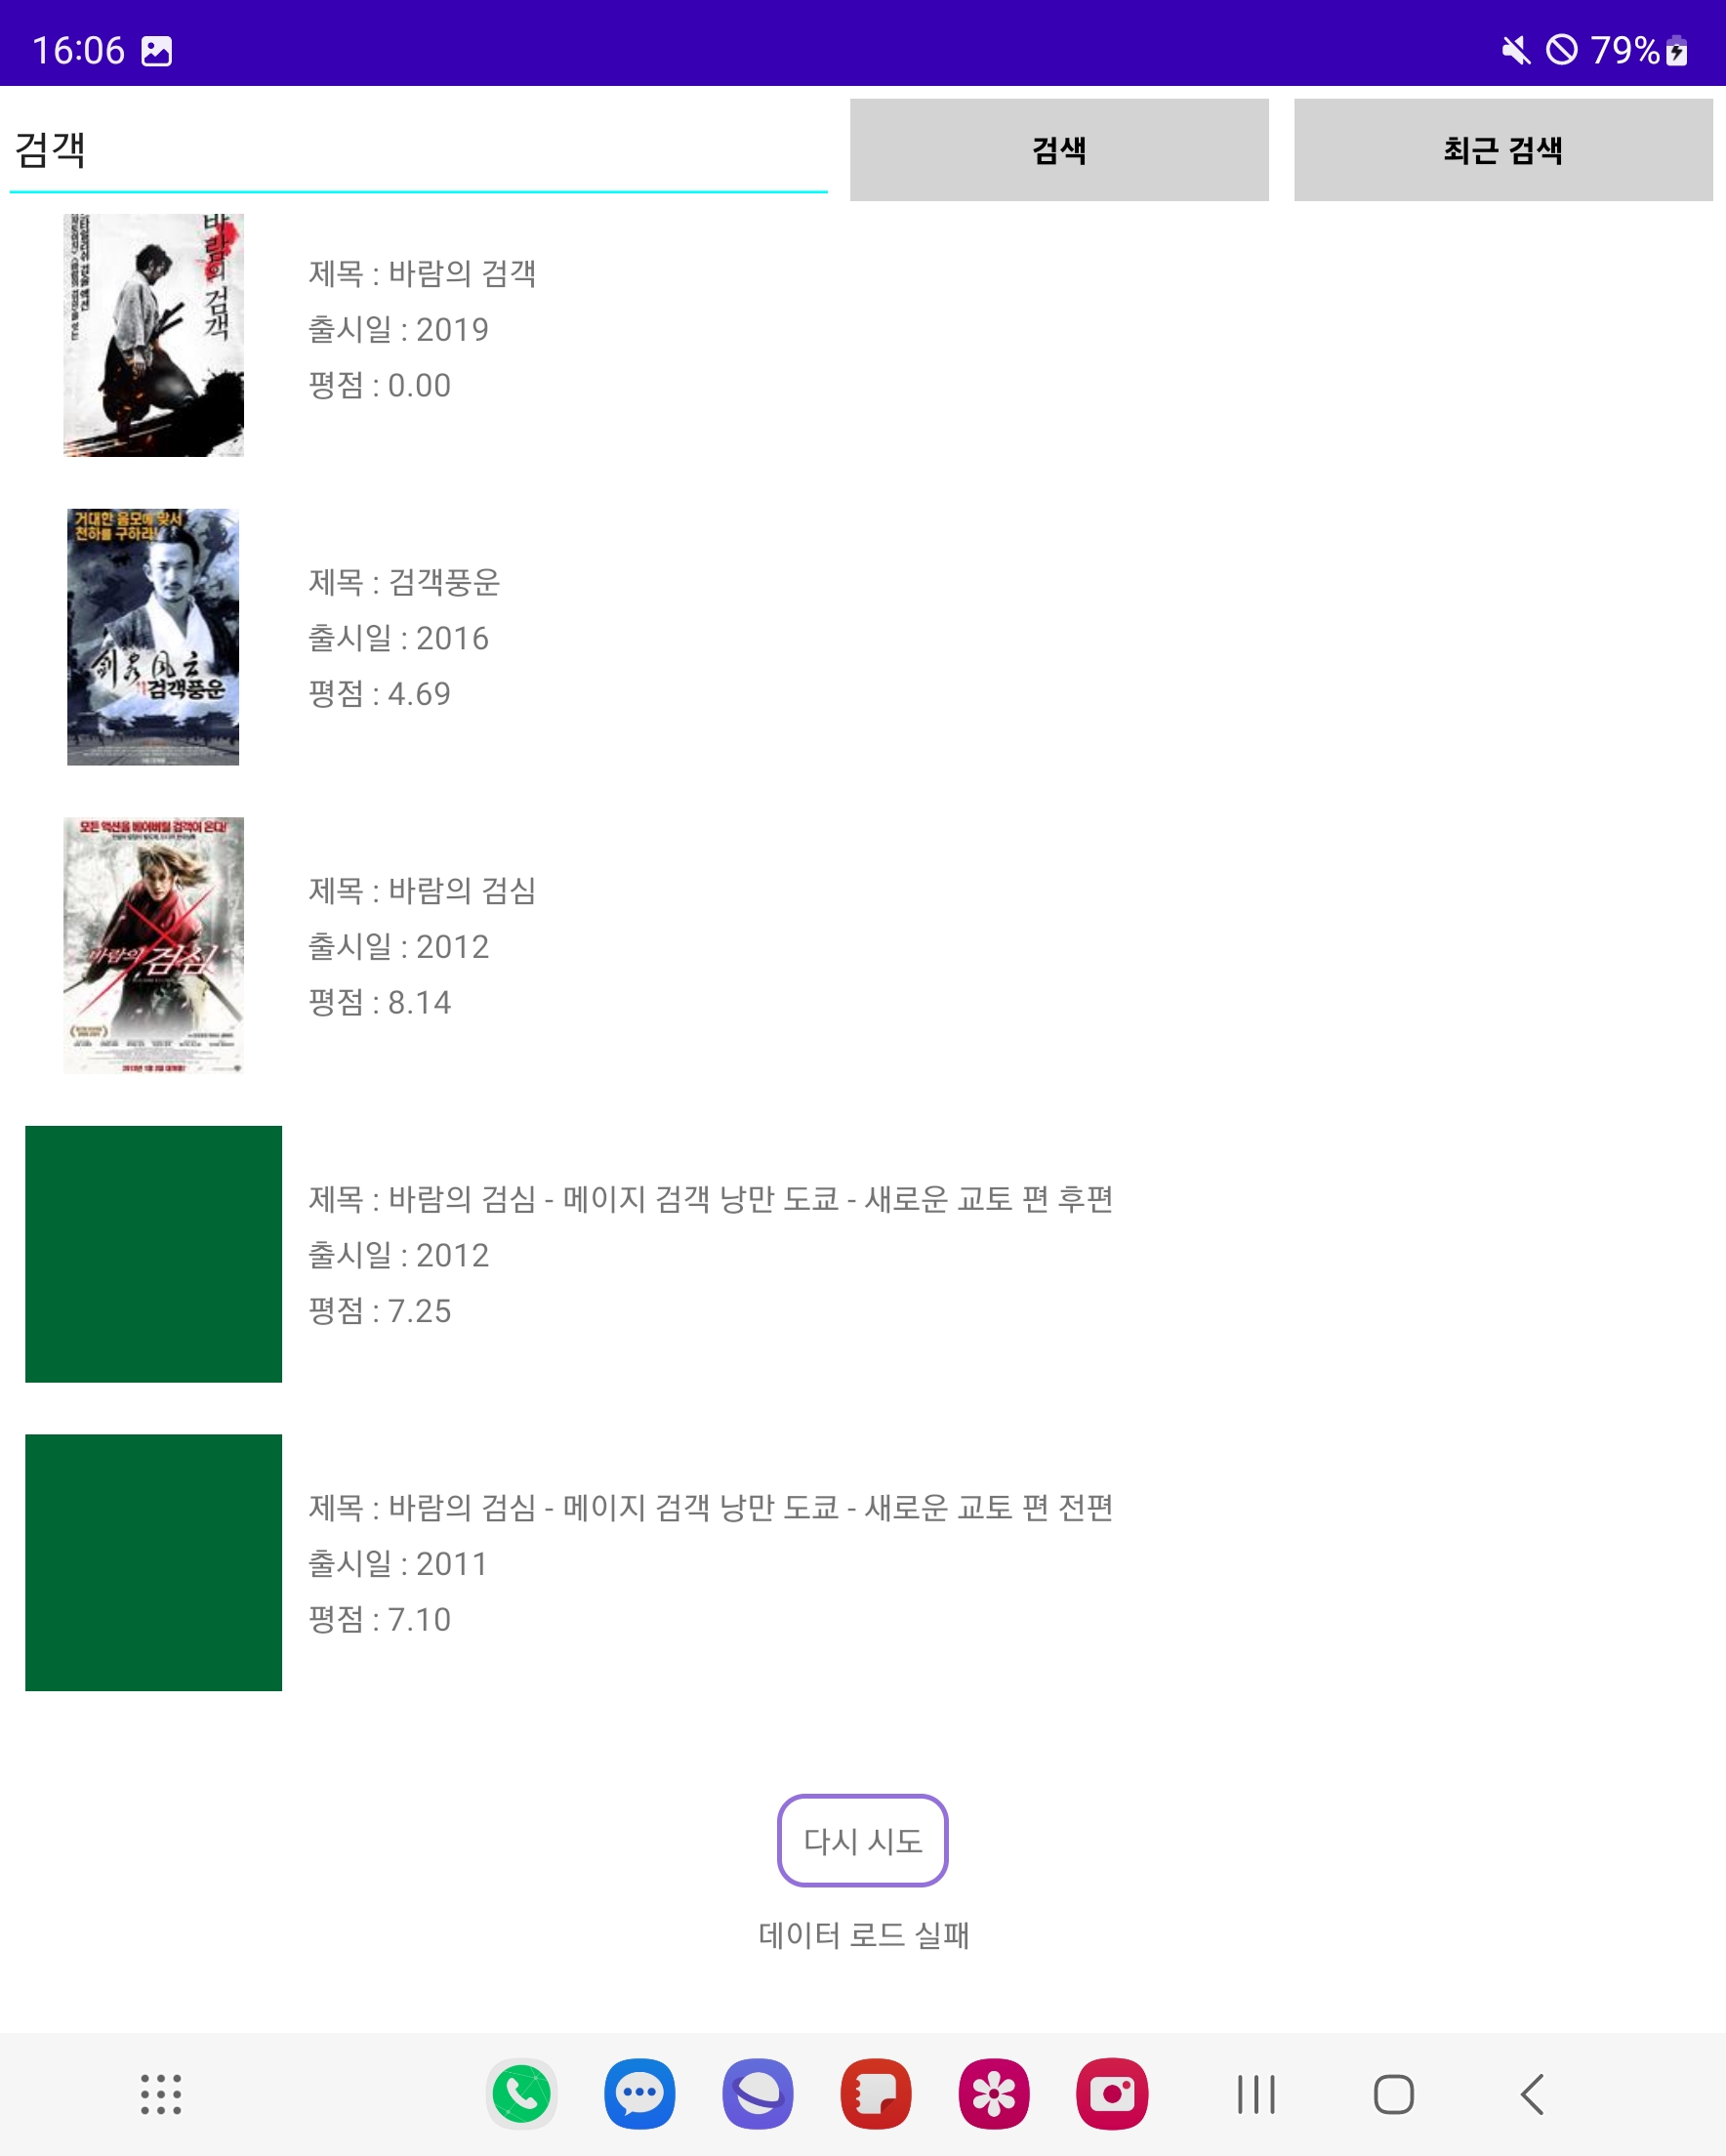 16:06
79%
검객
검색
최근 검색
바람의 검객
제목 : 바람의 검객
출시일 : 2019
평점 : 0.00
거대한 음모에 맞서
천하를 구하라!
검객풍운
제목 : 검객풍운
출시일 : 2016
평점 : 4.69
모든 액션을 베어버릴 검객이 온다!
바람의 검심
제목 : 바람의 검심
출시일 : 2012
평점 : 8.14
제목 : 바람의 검심 - 메이지 검객 낭만 도쿄 - 새로운 교토 편 후편
출시일 : 2012
평점 : 7.25
제목 : 바람의 검심 - 메이지 검객 낭만 도쿄 - 새로운 교토 편 전편
출시일 : 2011
평점 : 7.10
다시 시도
데이터 로드 실패